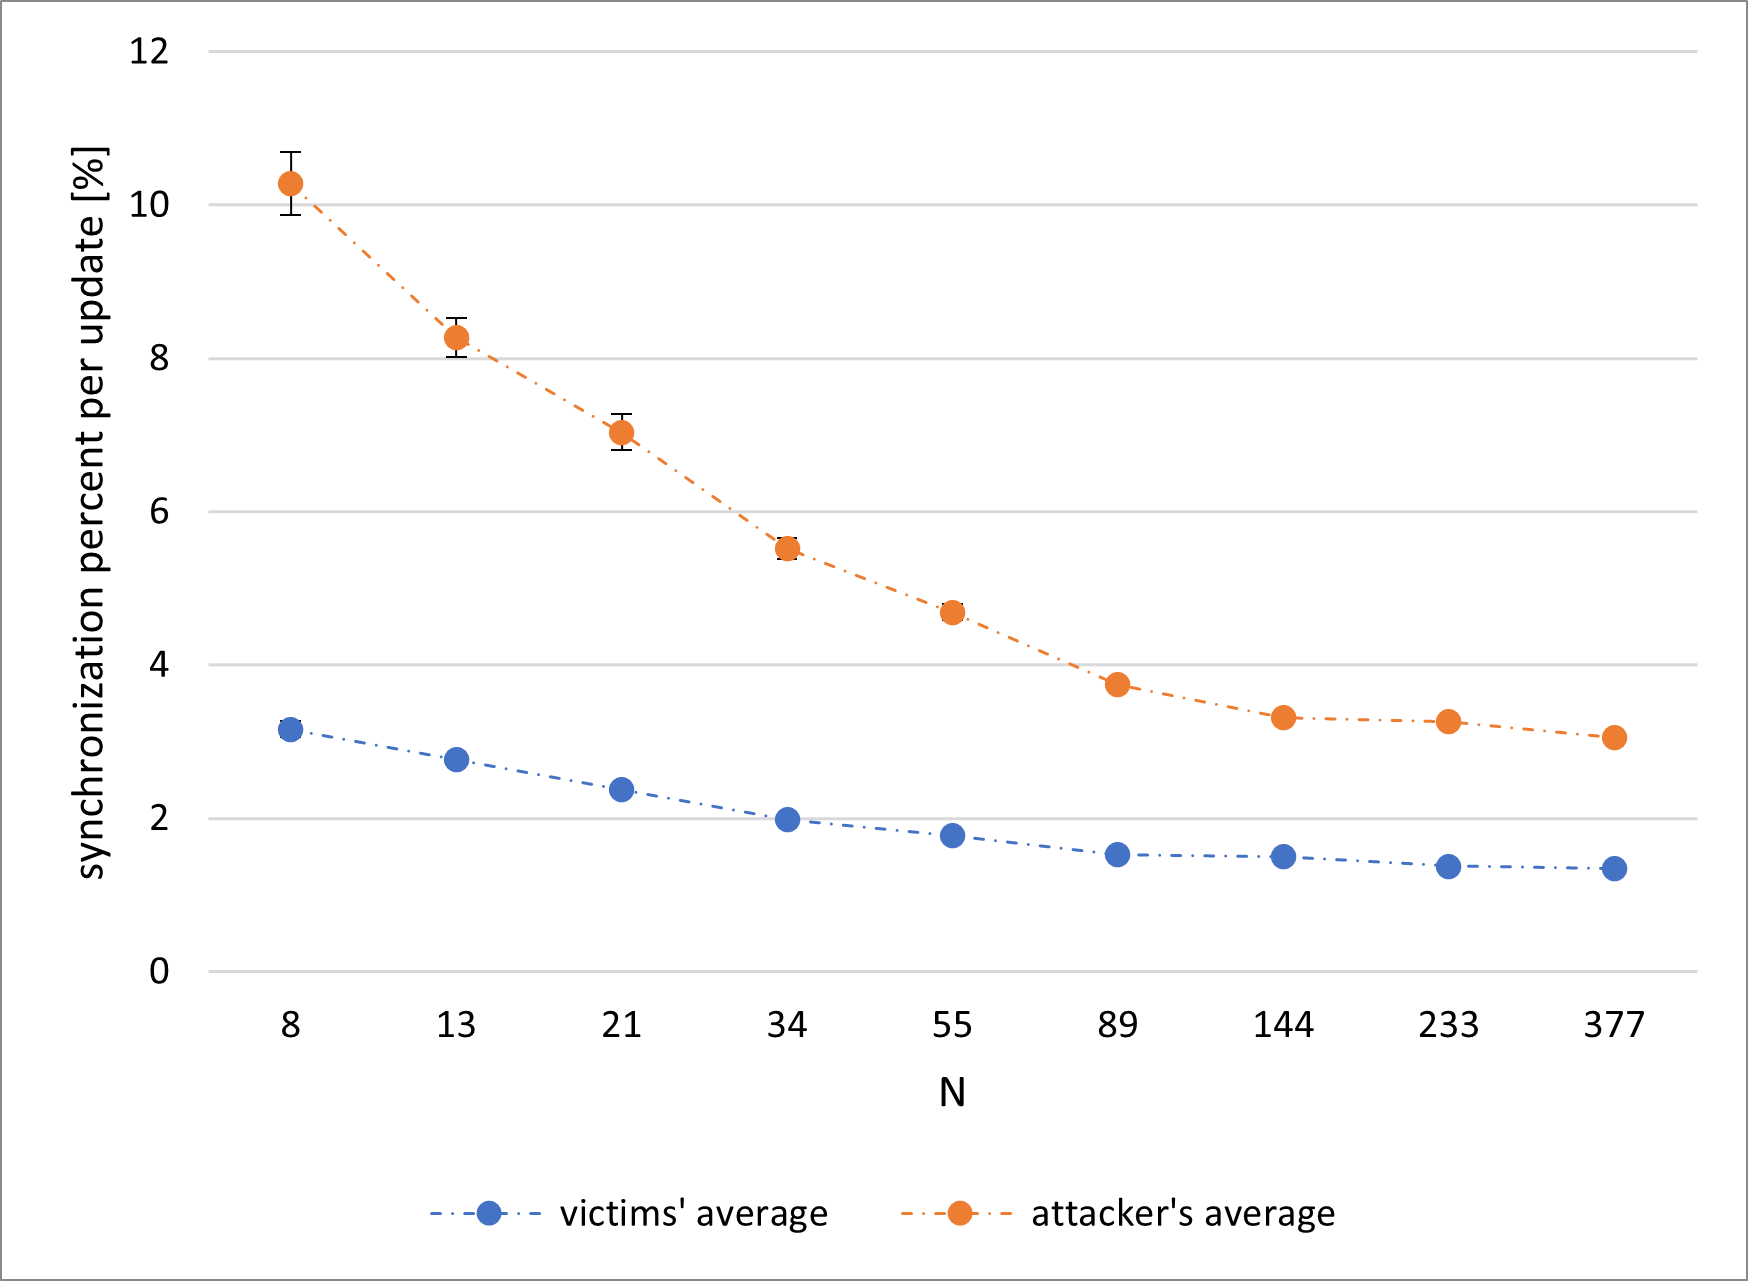 synchronization percent per update [%]
12
10
8
6
4
2
0
8 13 21 34 55 89 144 233 377
N
victims' average attacker's average